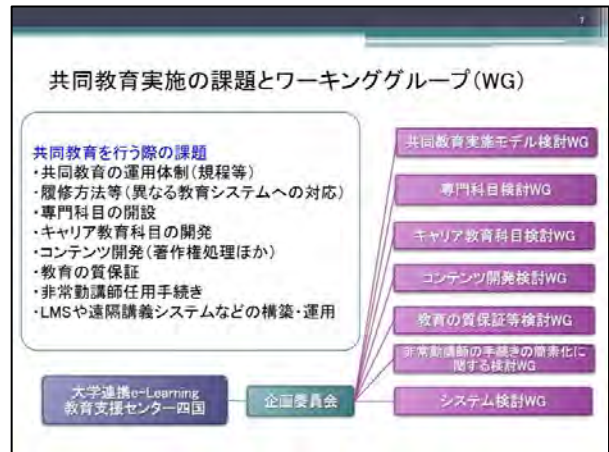 7
共同教育実施の課題とワーキンググループ(WG)
共同教育を行う際の課題
・共同教育の運用体制(規程等)
・履修方法等(異なる教育システムへの対応)
・専門科目の開設
・キャリア教育科目の開発
・コンテンツ開発(著作権処理ほか)
・教育の質保証
・非常勤講師任用手続き
・LMSや遠隔講義システムなどの構築・運用
共同教育実施モデル検討WG
専門科目検討WG
キャリア教育科目検討WG
コンテンツ開発検討WG
教育の質保証等検討WG
非常勤講師の手続きの簡素化に
関する検討WG
システム検討WG
大学連携e-Learning
教育支援センター四国
企画委員会